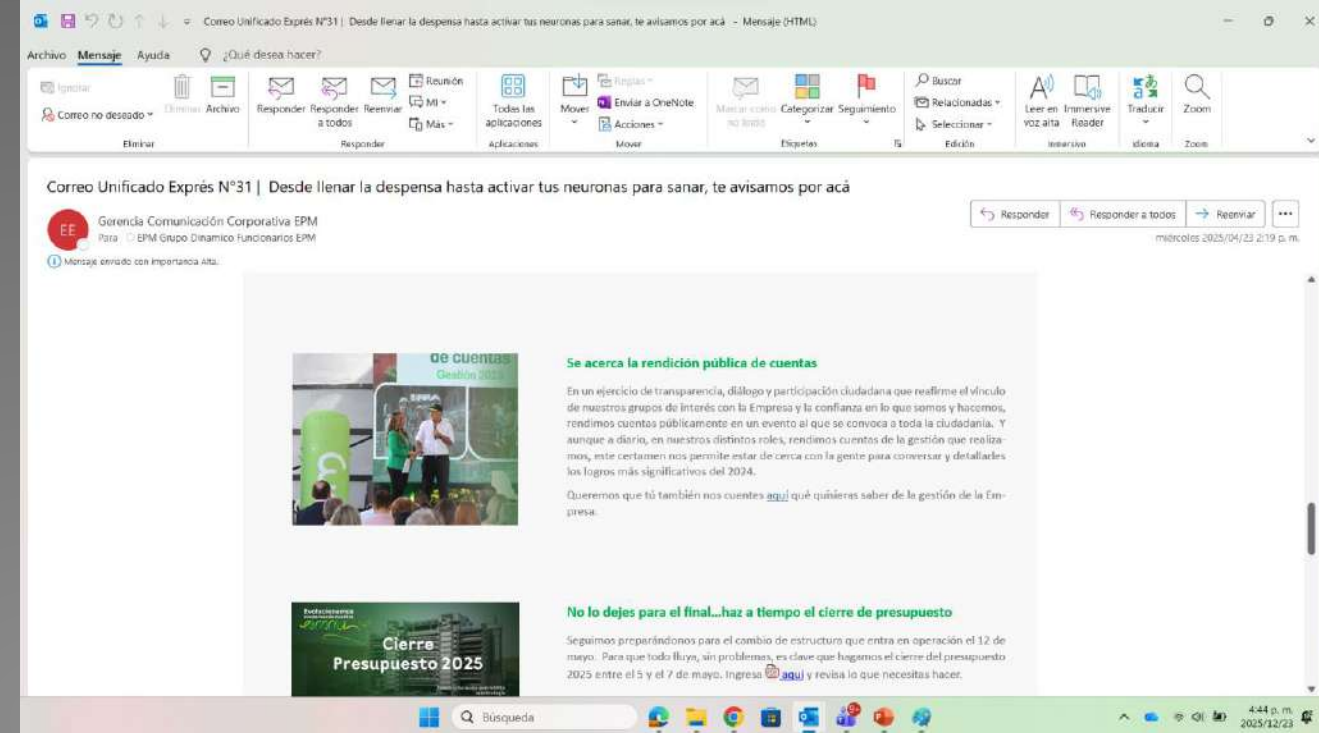 Correo Unificado Exprés N°31 | Desde llenar la despensa hasta activar tus neuronas para sanar, te avisamos por acá - Mensaje (HTML)
Archivo Mensaje Ayuda ¿Qué desea hacer?
Ignorar
Correo no deseado
Eliminar
Archivo
Eliminar
Responder
Responder a todos
Reenviar
Reunión
MI
Más
Responder
Todas las aplicaciones
Aplicaciones
Mover
Reglas
Enviar a OneNote
Acciones
Mover
Marcar como no leído
Categorizar
Seguimiento
Etiquetas
Buscar
Relacionadas
Seleccionar
Edición
Leer en voz alta
Immersive Reader
Inmersivo
Traducir
Idioma
Zoom
Zoom
Correo Unificado Exprés N°31 | Desde llenar la despensa hasta activar tus neuronas para sanar, te avisamos por acá
EE
Gerencia Comunicación Corporativa EPM
Para EPM Grupo Dinamico Funcionarios EPM
Mensaje enviado con importancia Alta.
Responder
Responder a todos
Reenviar
miércoles 2025/04/23 2:19 p. m.
de cuentas
Se acerca la rendición pública de cuentas
En un ejercicio de transparencia, diálogo y participación ciudadana que reafirme el vínculo
de nuestros grupos de interés con la Empresa y la confianza en lo que somos y hacemos,
rendimos cuentas públicamente en un evento al que se convoca a toda la ciudadanía. Y
aunque a diario, en nuestros distintos roles, rendimos cuentas de la gestión que realiza-
mos, este certamen nos permite estar de cerca con la gente para conversar y detallarles
los logros más significativos del 2024.
Queremos que tú también nos cuentes aquí qué quisieras saber de la gestión de la Em-
presa.
Cierre
Presupuesto 2025
No lo dejes para el final...haz a tiempo el cierre de presupuesto
Seguimos preparándonos para el cambio de estructura que entra en operación el 12 de
mayo. Para que todo fluya, sin problemas, es clave que hagamos el cierre del presupuesto
2025 entre el 5 y el 7 de mayo. Ingresa aquí y revisa lo que necesitas hacer.
Búsqueda
4:44 p. m.
2025/12/23